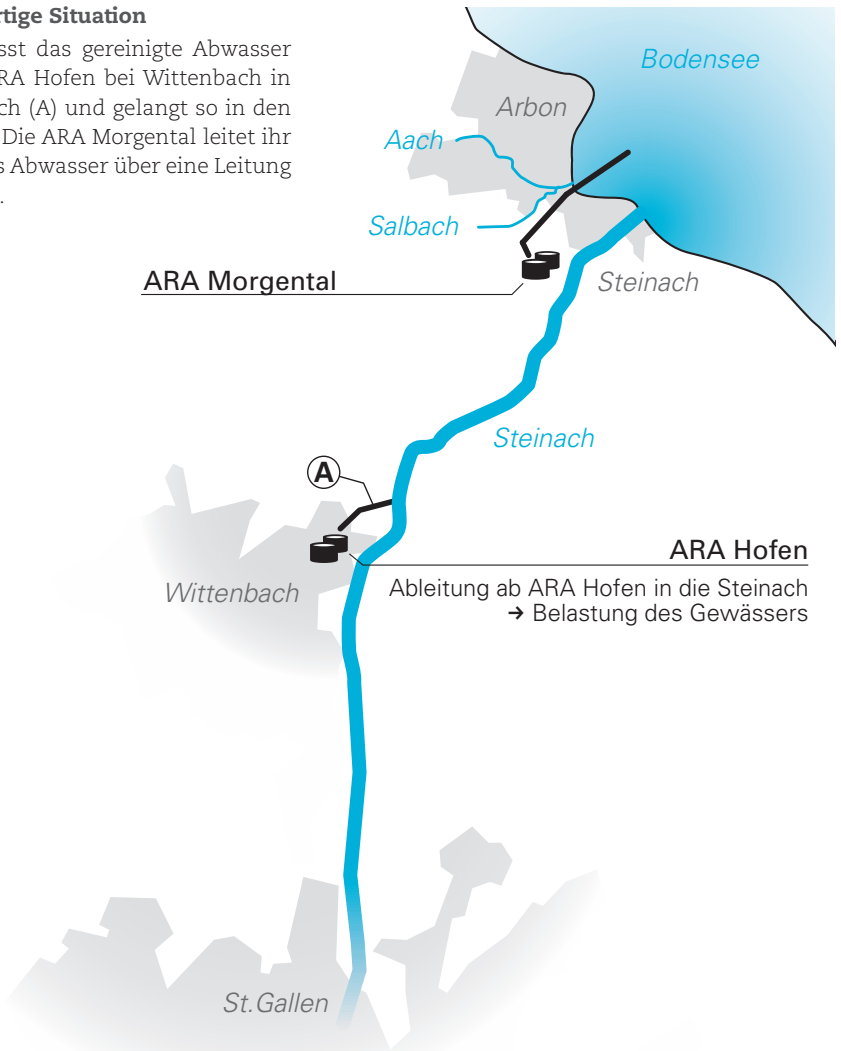 rtige Situation
sst das gereinigte Abwasser
RA Hofen bei Wittenbach in
ch (A) und gelangt so in den
Die ARA Morgental leitet ihr
s Abwasser über eine Leitung
.
Bodensee
Arbon
Aach
Salbach
ARA Morgental
Steinach
Steinach
A
ARA Hofen
Ableitung ab ARA Hofen in die Steinach
→ Belastung des Gewässers
Wittenbach
St.Gallen